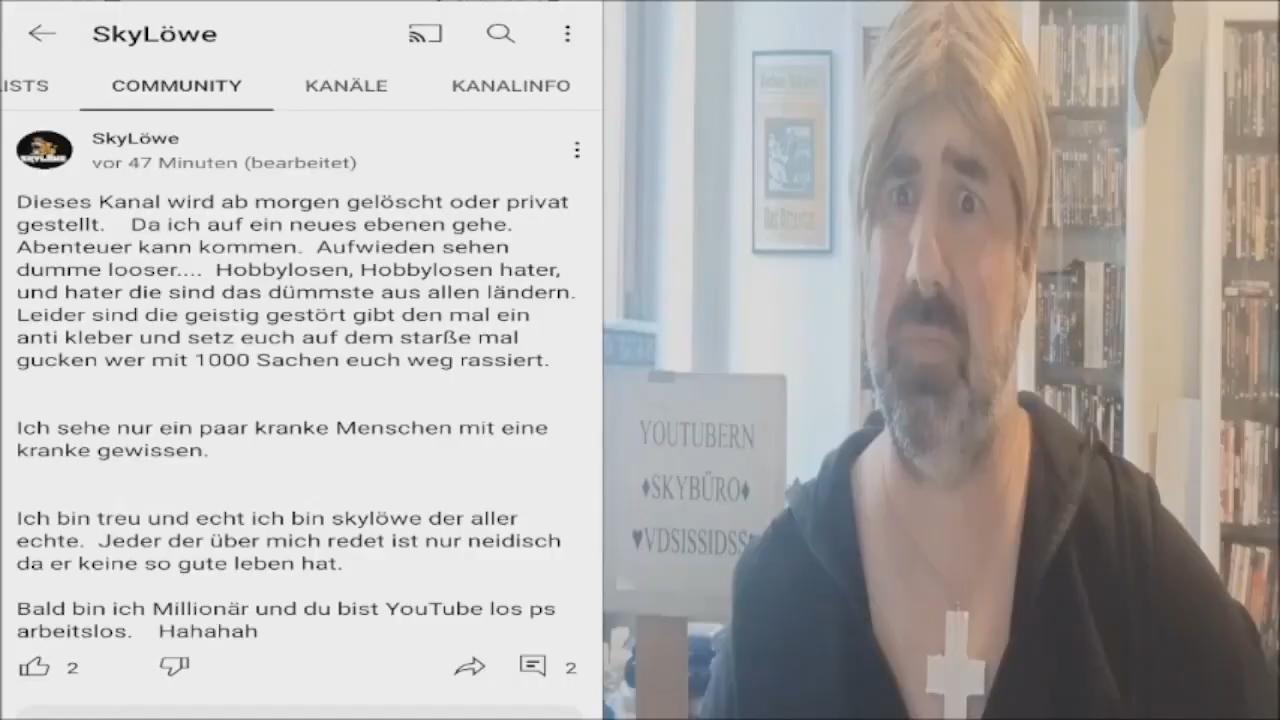 SkyLöwe
ISTS COMMUNITY KANÄLE KANALINFO
SkyLöwe
vor 47 Minuten (bearbeitet)
Dieses Kanal wird ab morgen gelöscht oder privat
gestellt. Da ich auf ein neues ebenen gehe.
Abenteuer kann kommen. Aufwieden sehen
dumme looser.... Hobbylosen, Hobbylosen hater,
und hater die sind das dümmste aus allen ländern.
Leider sind die geistig gestört gibt den mal ein
anti kleber und setz euch auf dem starße mal
gucken wer mit 1000 Sachen euch weg rassiert.
Ich sehe nur ein paar kranke Menschen mit eine
kranke gewissen.
Ich bin treu und echt ich bin skylöwe der aller
echte. Jeder der über mich redet ist nur neidisch
da er keine so gute leben hat.
Bald bin ich Millionär und du bist YouTube los ps
arbeitslos. Hahahah
2 2
YOUTUBERN
♦SKYBÜRO♦
♥VDSISSIDSS